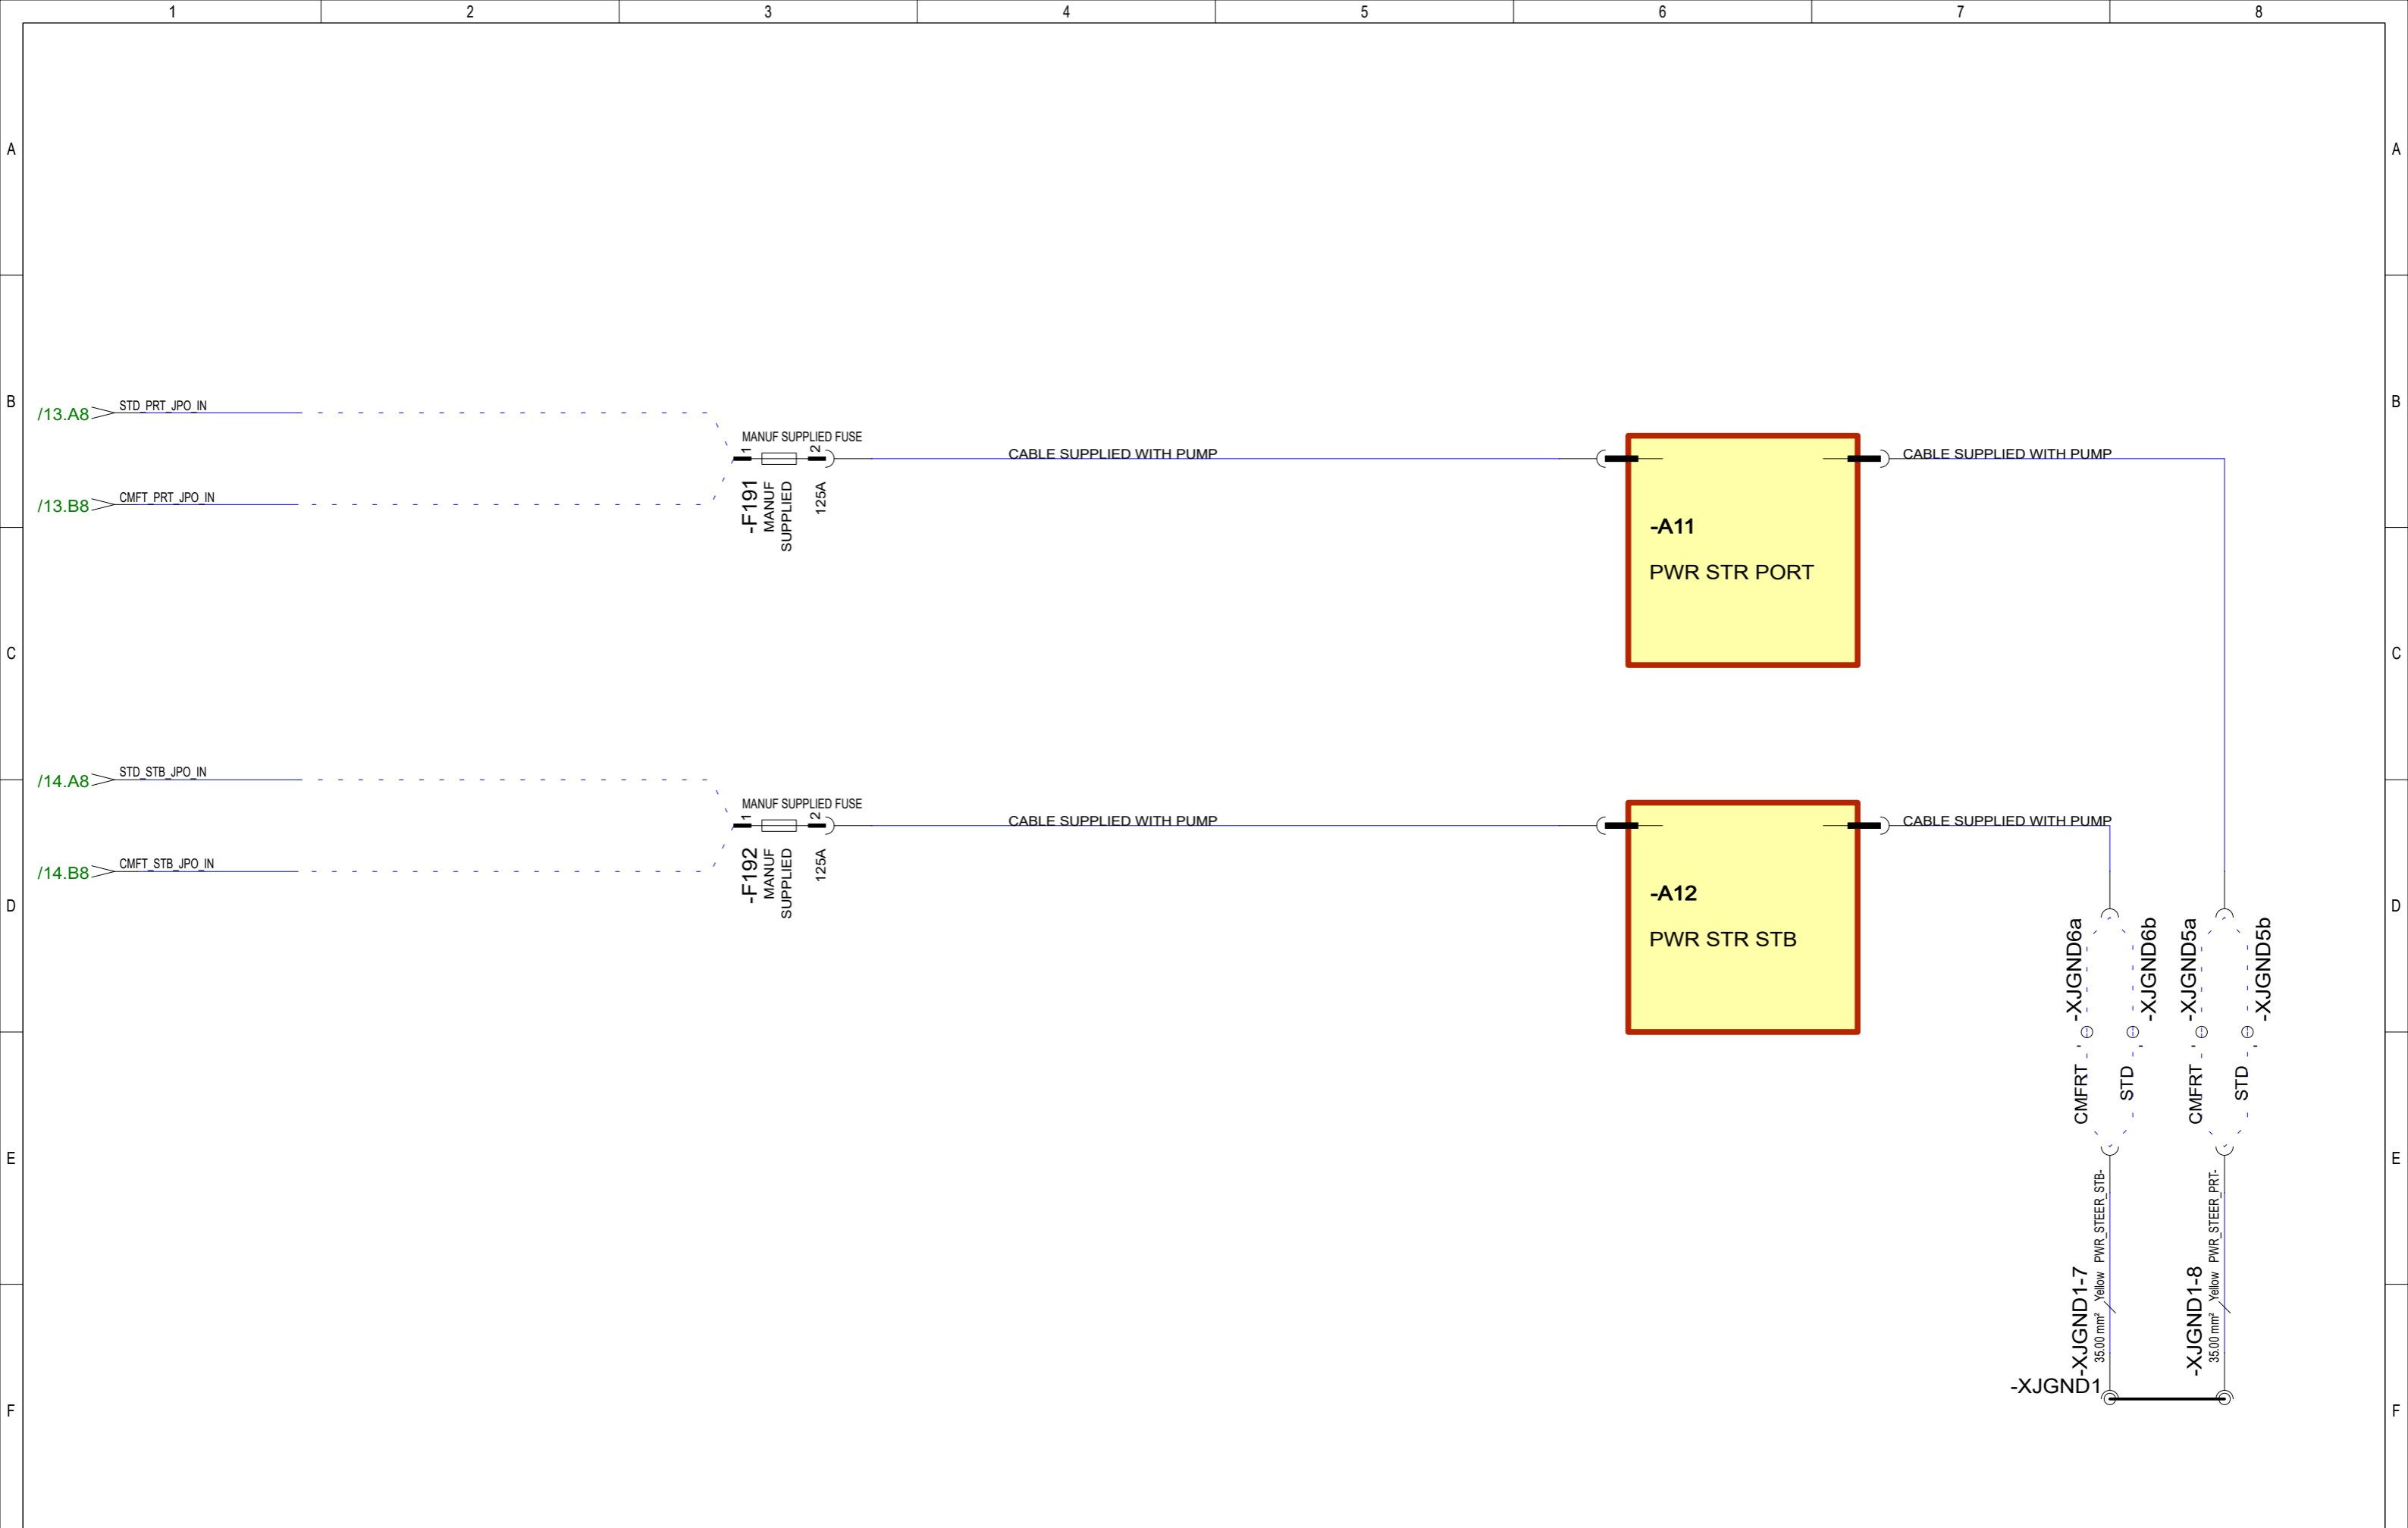 1 2 3 4 5 6 7 8
A A
B B
/13.A8 STD_PRT_JPO_IN
MANUF SUPPLIED FUSE
1 2
CABLE SUPPLIED WITH PUMP
CABLE SUPPLIED WITH PUMP
/13.B8 CMFT_PRT_JPO_IN
-F191
MANUF
SUPPLIED
125A
-A11
PWR STR PORT
C C
/14.A8 STD_STB_JPO_IN
MANUF SUPPLIED FUSE
1 2
CABLE SUPPLIED WITH PUMP
CABLE SUPPLIED WITH PUMP
/14.B8 CMFT_STB_JPO_IN
-F192
MANUF
SUPPLIED
125A
-A12
PWR STR STB
D D
-XJGND6a
-XJGND6b
-XJGND5a
-XJGND5b
CMFRT
STD
CMFRT
STD
E E
-XJGND1-7
35.00 mm² Yellow PWR_STEER_STB-
-XJGND1-8
35.00 mm² Yellow PWR_STEER_PRT-
-XJGND1
F F